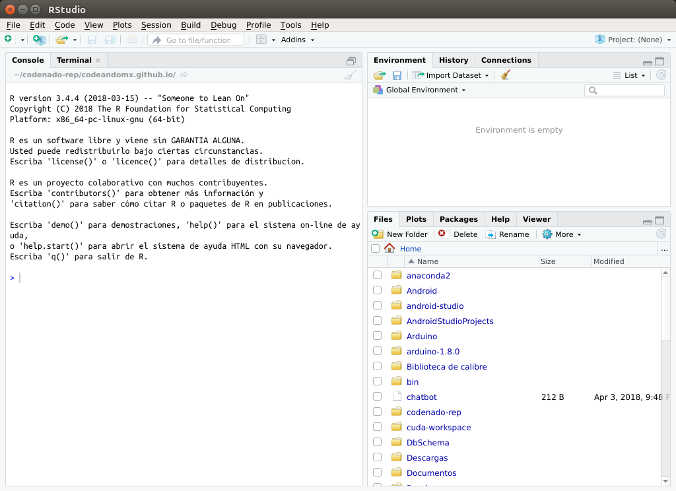 RStudio
File Edit Code View Plots Session Build Debug Profile Tools Help
Go to file/function Addins Project: (None)
Console Terminal
~/codenado-rep/codeandomx.github.io/
R version 3.4.4 (2018-03-15) -- "Someone to Lean On"
Copyright (C) 2018 The R Foundation for Statistical Computing
Platform: x86_64-pc-linux-gnu (64-bit)
R es un software libre y viene sin GARANTIA ALGUNA.
Usted puede redistribuirlo bajo ciertas circunstancias.
Escriba 'license()' o 'licence()' para detalles de distribucion.
R es un proyecto colaborativo con muchos contribuyentes.
Escriba 'contributors()' para obtener más información y
'citation()' para saber cómo citar R o paquetes de R en publicaciones.
Escriba 'demo()' para demostraciones, 'help()' para el sistema on-line de ay
uda,
o 'help.start()' para abrir el sistema de ayuda HTML con su navegador.
Escriba 'q()' para salir de R.
>
Environment History Connections
Import Dataset List
Global Environment
Environment is empty
Files Plots Packages Help Viewer
New Folder Delete Rename More
Home ...
Name Size Modified
anaconda2
Android
android-studio
AndroidStudioProjects
Arduino
arduino-1.8.0
Biblioteca de calibre
bin
chatbot 212 B Apr 3, 2018, 9:48
codenado-rep
cuda-workspace
DbSchema
Descargas
Documentos